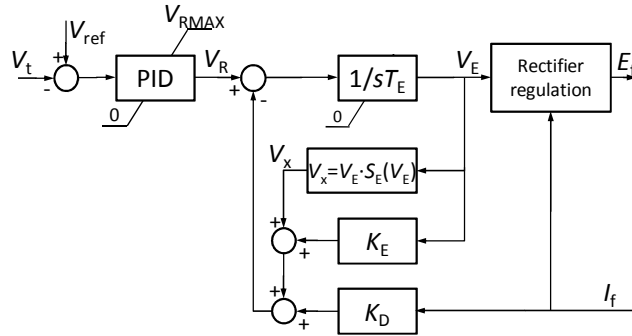 V_RMAX
V_ref
V_t
-
+
PID
0
V_R
+
-
1/sT_E
0
V_E
Rectifier
regulation
E_f
V_x
V_x=V_E·S_E(V_E)
+
+
K_E
+
+
K_D
I_f